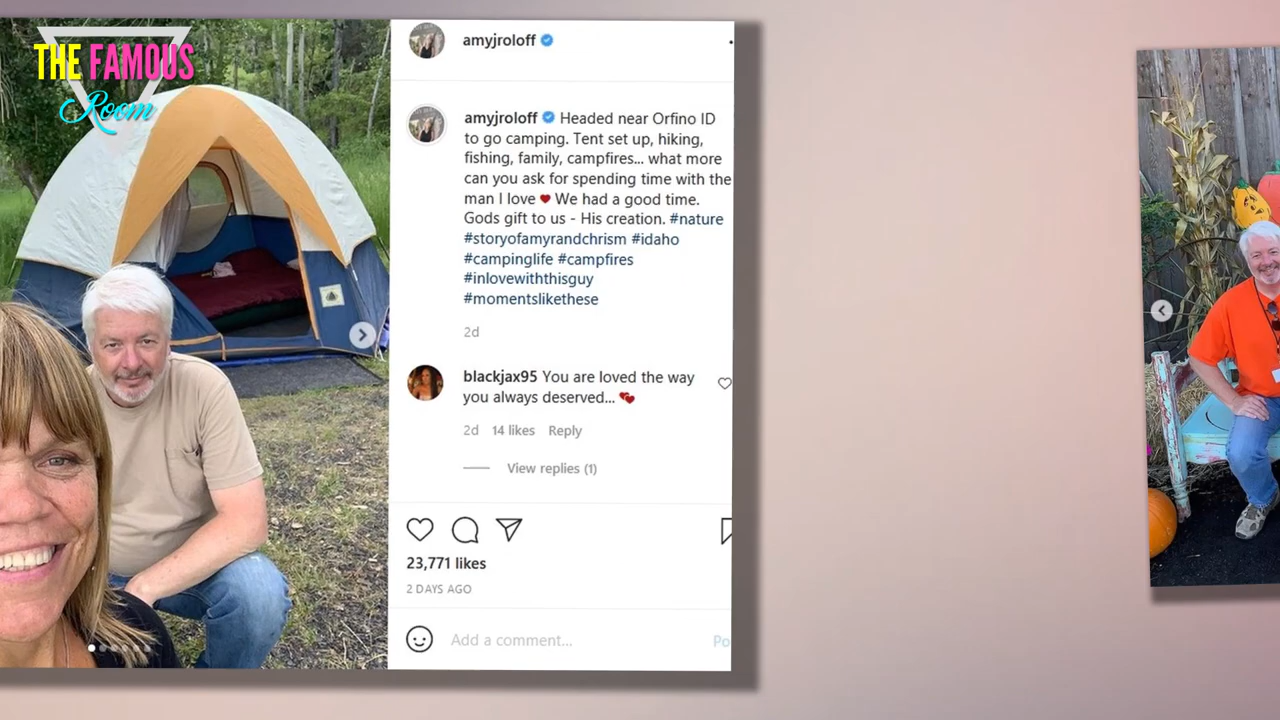 THE FAMOUS
Room
amyjroloff
amyjroloff Headed near Orfino ID
to go camping. Tent set up, hiking,
fishing, family, campfires... what more
can you ask for spending time with the
man I love ❤ We had a good time.
Gods gift to us - His creation. #nature
#storyofamyrandchrism #idaho
#campinglife #campfires
#inlovewiththisguy
#momentslikethese
2d
blackjax95 You are loved the way
you always deserved... 💕
2d 14 likes Reply
View replies (1)
23,771 likes
2 DAYS AGO
Add a comment...
Po